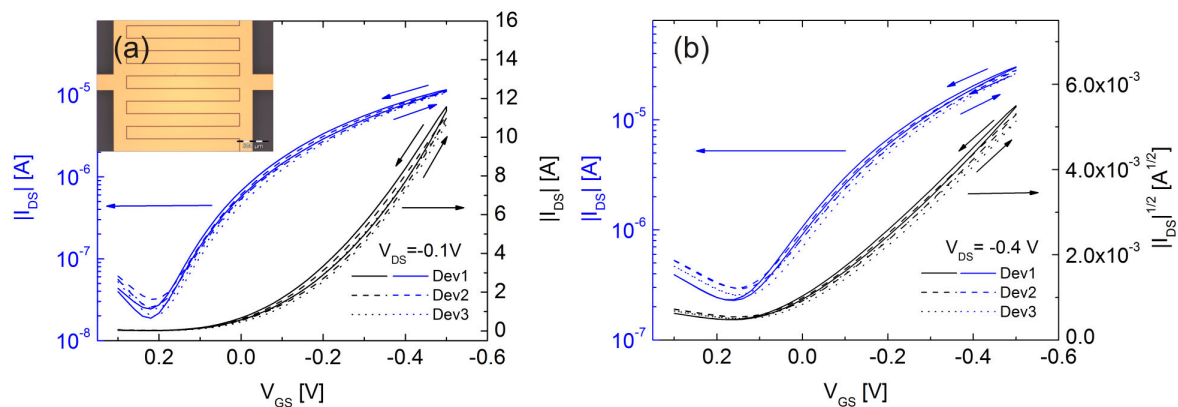 (a)
10⁻⁵
10⁻⁶
10⁻⁷
10⁻⁸
|I_DS| [A]
16
14
12
10
8
6
4
2
0
|I_DS| [A]
V_DS=-0.1V
Dev1
Dev2
Dev3
0.2
0.0
-0.2
-0.4
-0.6
V_GS [V]
(b)
10⁻⁵
10⁻⁶
10⁻⁷
|I_DS| [A]
6.0x10⁻³
4.0x10⁻³
2.0x10⁻³
0.0
|I_DS|^1/2 [A^1/2]
V_DS= -0.4 V
Dev1
Dev2
Dev3
0.2
0.0
-0.2
-0.4
-0.6
V_GS [V]